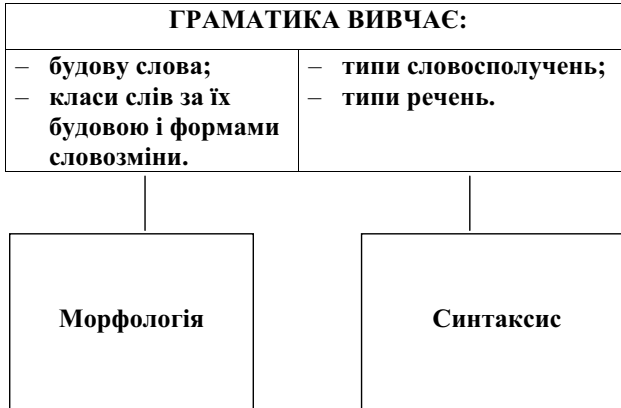 ГРАМАТИКА ВИВЧАЄ:
– будову слова;
– класи слів за їх
будовою і формами
словозміни.
– типи словосполучень;
– типи речень.
Морфологія
Синтаксис